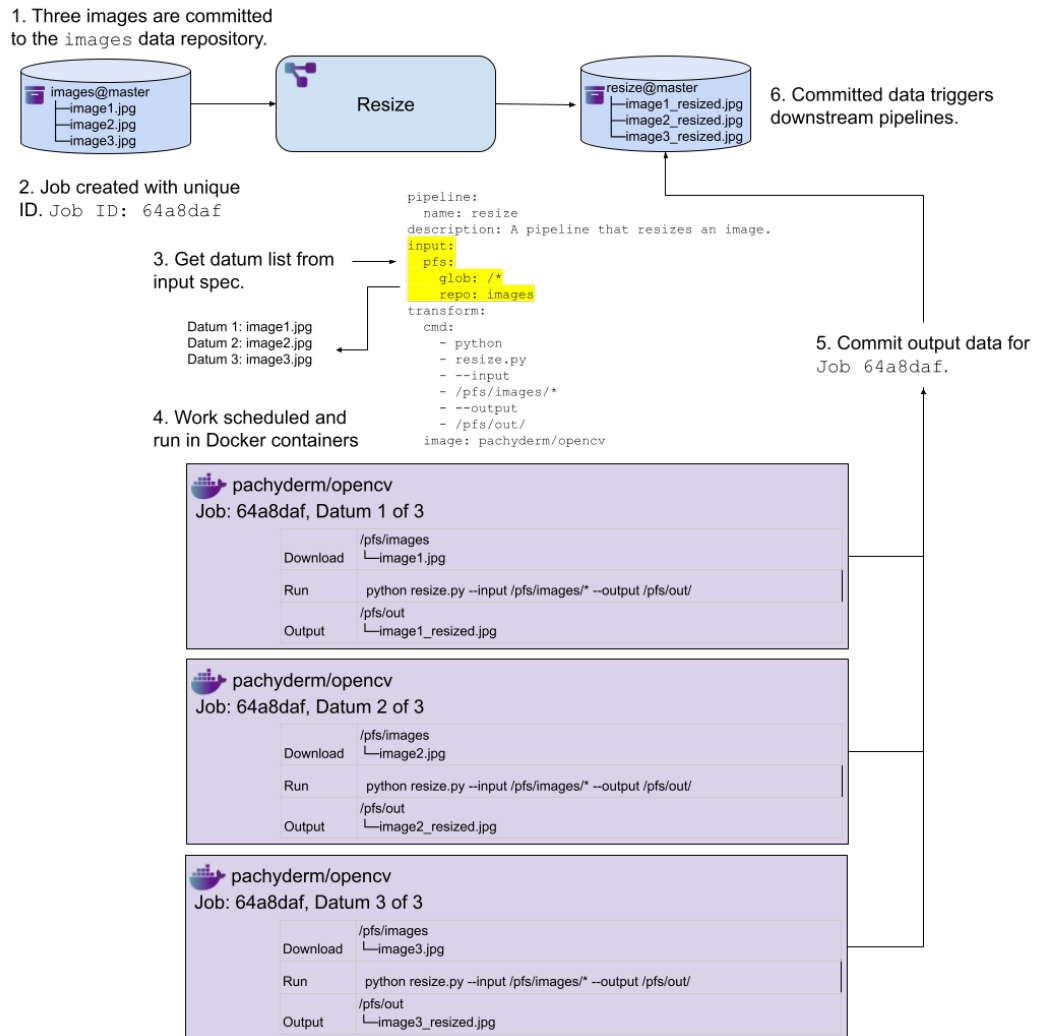 1. Three images are committed
to the images data repository.
images@master
├─image1.jpg
├─image2.jpg
└─image3.jpg
Resize
resize@master
├─image1_resized.jpg
├─image2_resized.jpg
└─image3_resized.jpg
6. Committed data triggers
downstream pipelines.
2. Job created with unique
ID. Job ID: 64a8daf
3. Get datum list from
input spec.
Datum 1: image1.jpg
Datum 2: image2.jpg
Datum 3: image3.jpg
pipeline:
  name: resize
description: A pipeline that resizes an image.
input:
  pfs:
    glob: /*
    repo: images
transform:
  cmd:
    - python
    - resize.py
    - --input
    - /pfs/images/*
    - --output
    - /pfs/out/
  image: pachyderm/opencv
5. Commit output data for
Job 64a8daf.
4. Work scheduled and
run in Docker containers
pachyderm/opencv
Job: 64a8daf, Datum 1 of 3
/pfs/images
Download └─image1.jpg
Run python resize.py --input /pfs/images/* --output /pfs/out/
/pfs/out
Output └─image1_resized.jpg
pachyderm/opencv
Job: 64a8daf, Datum 2 of 3
/pfs/images
Download └─image2.jpg
Run python resize.py --input /pfs/images/* --output /pfs/out/
/pfs/out
Output └─image2_resized.jpg
pachyderm/opencv
Job: 64a8daf, Datum 3 of 3
/pfs/images
Download └─image3.jpg
Run python resize.py --input /pfs/images/* --output /pfs/out/
/pfs/out
Output └─image3_resized.jpg